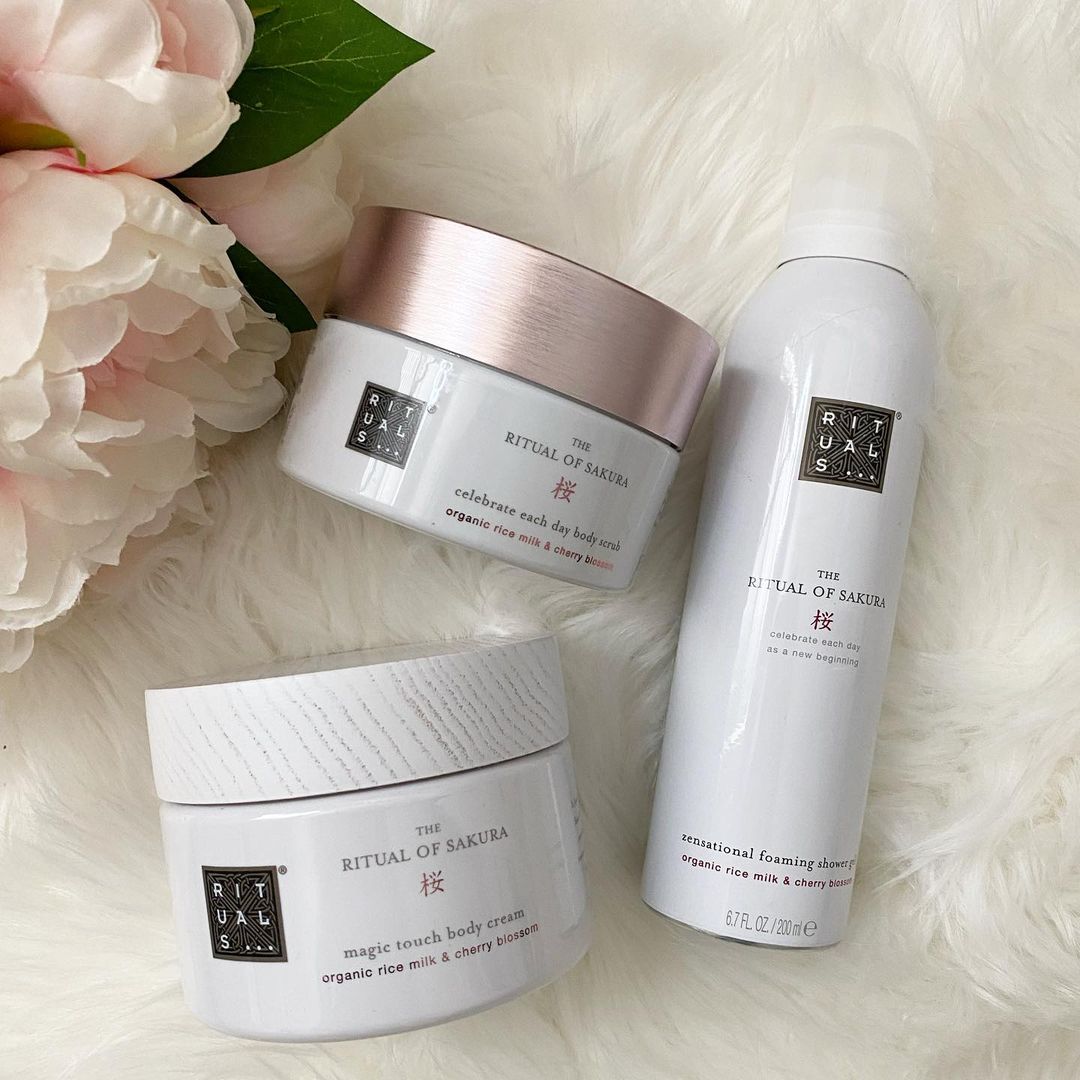 RIT
UAL
S...
®
THE
RITUAL OF SAKURA
桜
celebrate each day body scrub
organic rice milk & cherry blossom
RIT
UALS
S...
®
THE
RITUAL OF SAKURA
桜
celebrate each day
as a new beginning
zensational foaming shower gel
organic rice milk & cherry blossom
6.7 FL. OZ. / 200 ml ℮
RIT
UAL
S...
®
THE
RITUAL OF SAKURA
桜
magic touch body cream
organic rice milk & cherry blossom